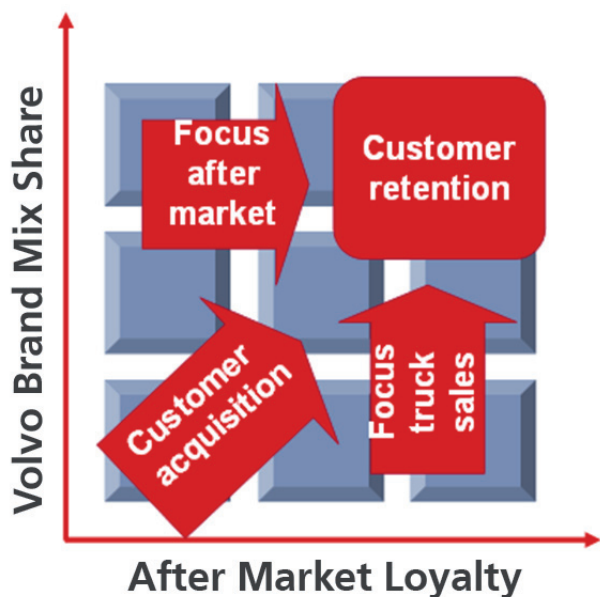 Volvo Brand Mix Share
Focus
after
market
Customer
retention
Customer
acquisition
Focus
truck
sales
After Market Loyalty